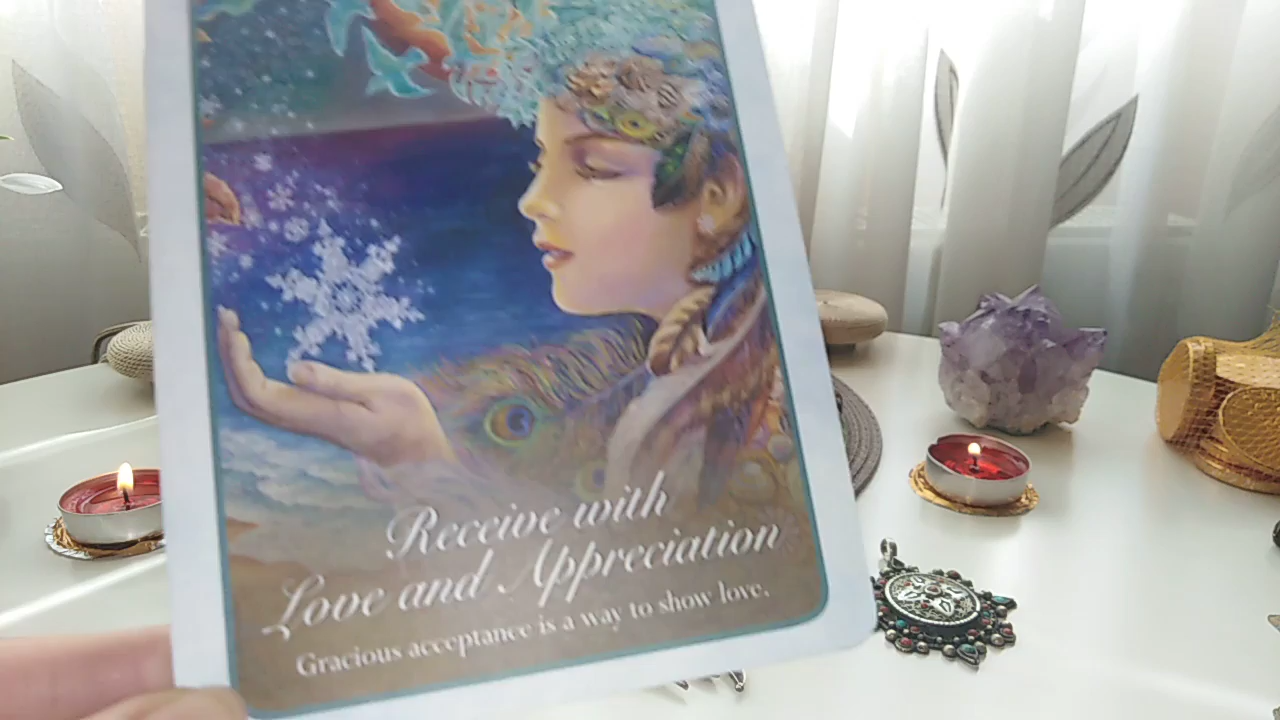 Receive with
Love and Appreciation
Gracious acceptance is a way to show love.